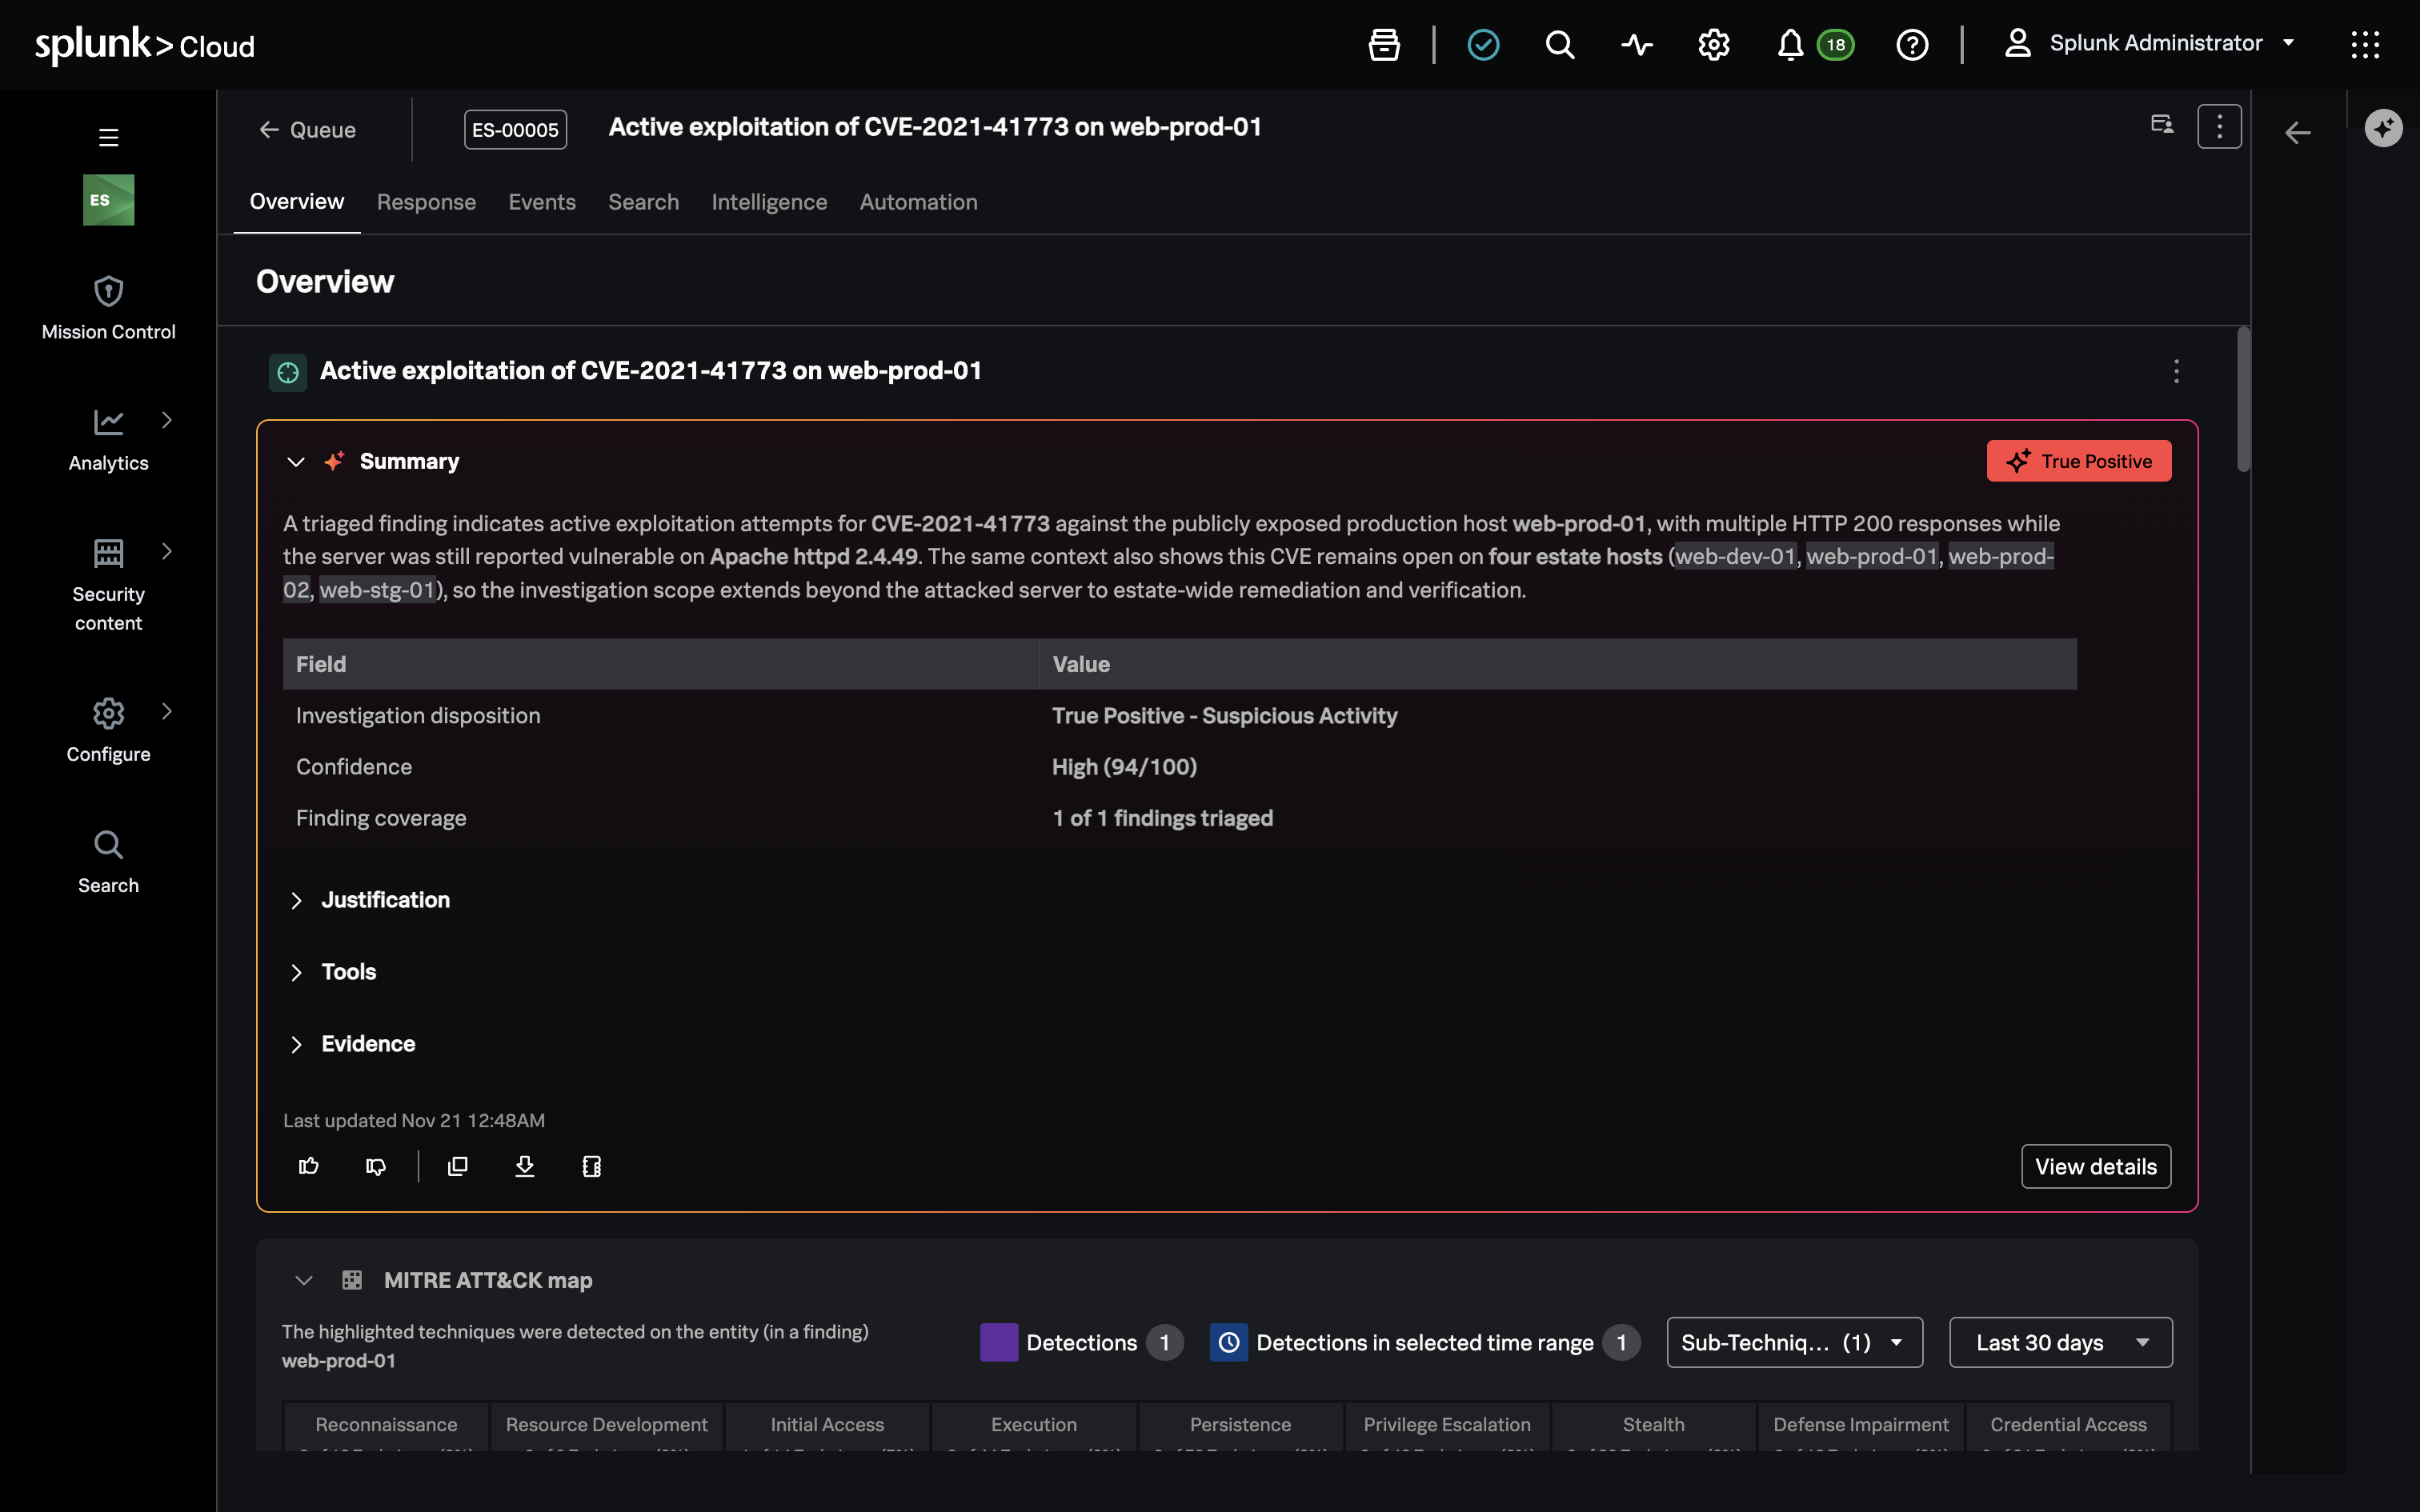 splunk>Cloud
18
Splunk Administrator
Queue
ES-00005
Active exploitation of CVE-2021-41773 on web-prod-01
ES
Overview
Response
Events
Search
Intelligence
Automation
Mission Control
Analytics
Security
content
Configure
Search
Overview
Active exploitation of CVE-2021-41773 on web-prod-01
Summary
True Positive
A triaged finding indicates active exploitation attempts for CVE-2021-41773 against the publicly exposed production host web-prod-01, with multiple HTTP 200 responses while
the server was still reported vulnerable on Apache httpd 2.4.49. The same context also shows this CVE remains open on four estate hosts (web-dev-01, web-prod-01, web-prod-
02, web-stg-01), so the investigation scope extends beyond the attacked server to estate-wide remediation and verification.
Field Value
Investigation disposition True Positive - Suspicious Activity
Confidence High (94/100)
Finding coverage 1 of 1 findings triaged
Justification
Tools
Evidence
Last updated Nov 21 12:48AM
View details
MITRE ATT&CK map
The highlighted techniques were detected on the entity (in a finding)
web-prod-01
Detections 1
Detections in selected time range 1
Sub-Techniq... (1)
Last 30 days
Reconnaissance
Resource Development
Initial Access
Execution
Persistence
Privilege Escalation
Stealth
Defense Impairment
Credential Access